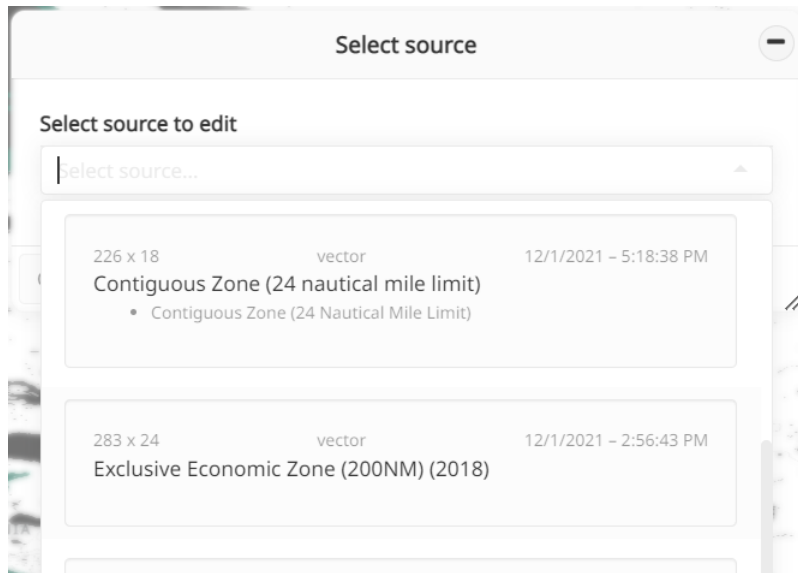 Select source
Select source to edit
Select source...
226 x 18 vector 12/1/2021 – 5:18:38 PM
Contiguous Zone (24 nautical mile limit)
• Contiguous Zone (24 Nautical Mile Limit)
283 x 24 vector 12/1/2021 – 2:56:43 PM
Exclusive Economic Zone (200NM) (2018)